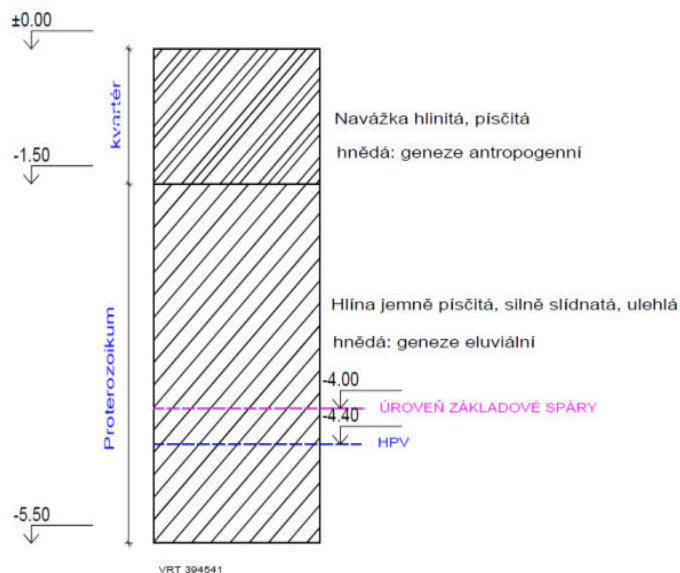 ±0.00
kvartér
Navážka hlinitá, písčitá
hnědá: geneze antropogenní
-1.50
Proterozoikum
Hlína jemně písčitá, silně slídnatá, ulehlá
hnědá: geneze eluviální
-4.00
ÚROVEŇ ZÁKLADOVÉ SPÁRY
-4.40
HPV
-5.50
VRT 394541